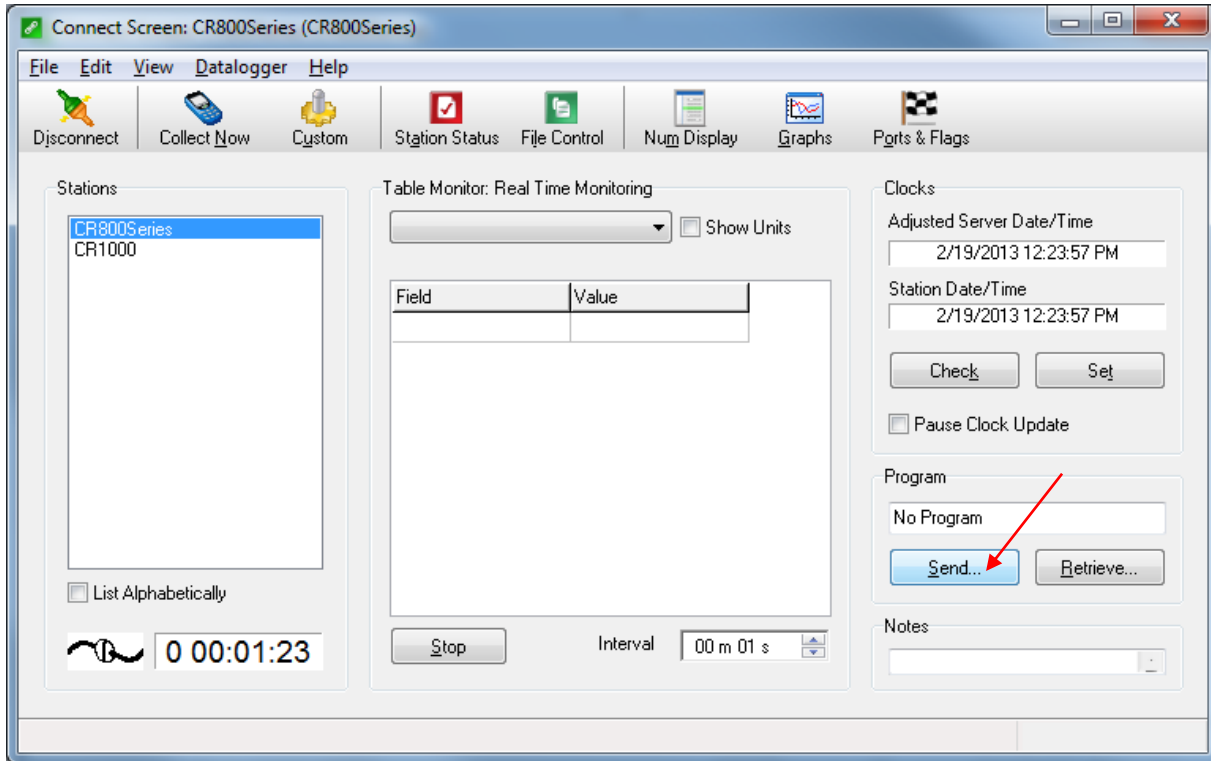 Connect Screen: CR800Series (CR800Series)
File Edit View Datalogger Help
Disconnect Collect Now Custom Station Status File Control Num Display Graphs Ports & Flags
Stations
CR800Series
CR1000
List Alphabetically
0 00:01:23
Table Monitor: Real Time Monitoring
Show Units
Field Value
Stop Interval 00 m 01 s
Clocks
Adjusted Server Date/Time
2/19/2013 12:23:57 PM
Station Date/Time
2/19/2013 12:23:57 PM
Check Set
Pause Clock Update
Program
No Program
Send... Retrieve...
Notes